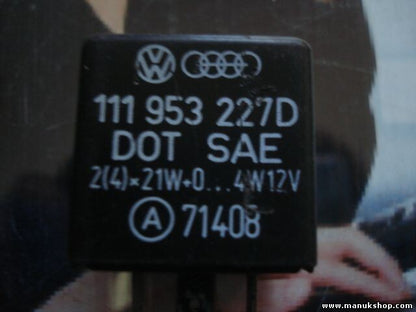 111 953 227D
DOT SAE
2(4)×21W+0...4W12V
A 71408
www.manukshop.com